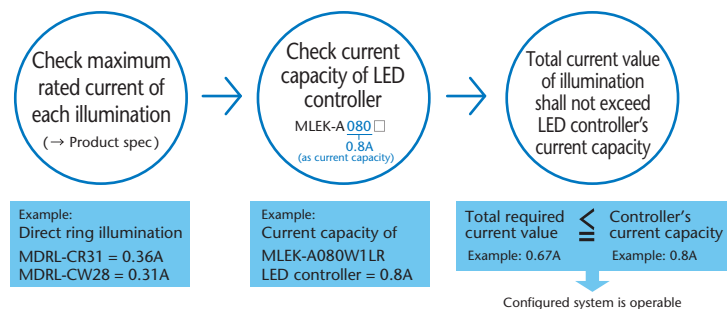 Check maximum
rated current of
each illumination
(→ Product spec)
Check current
capacity of LED
controller
MLEK-A080□
0.8A
(as current capacity)
Total current value
of illumination
shall not exceed
LED controller's
current capacity
Example:
Direct ring illumination
MDRL-CR31 = 0.36A
MDRL-CW28 = 0.31A
Example:
Current capacity of
MLEK-A080W1LR
LED controller = 0.8A
Total required ≦ Controller's
current value current capacity
Example: 0.67A Example: 0.8A
Configured system is operable